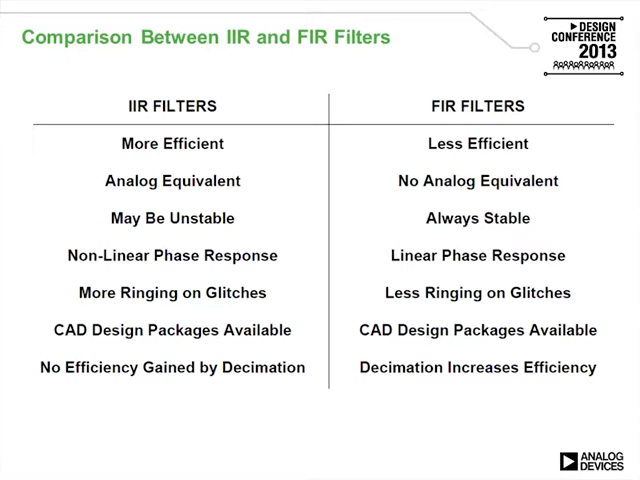 Comparison Between IIR and FIR Filters
DESIGN
CONFERENCE
2013
IIR FILTERS
FIR FILTERS
More Efficient
Less Efficient
Analog Equivalent
No Analog Equivalent
May Be Unstable
Always Stable
Non-Linear Phase Response
Linear Phase Response
More Ringing on Glitches
Less Ringing on Glitches
CAD Design Packages Available
CAD Design Packages Available
No Efficiency Gained by Decimation
Decimation Increases Efficiency
ANALOG
DEVICES